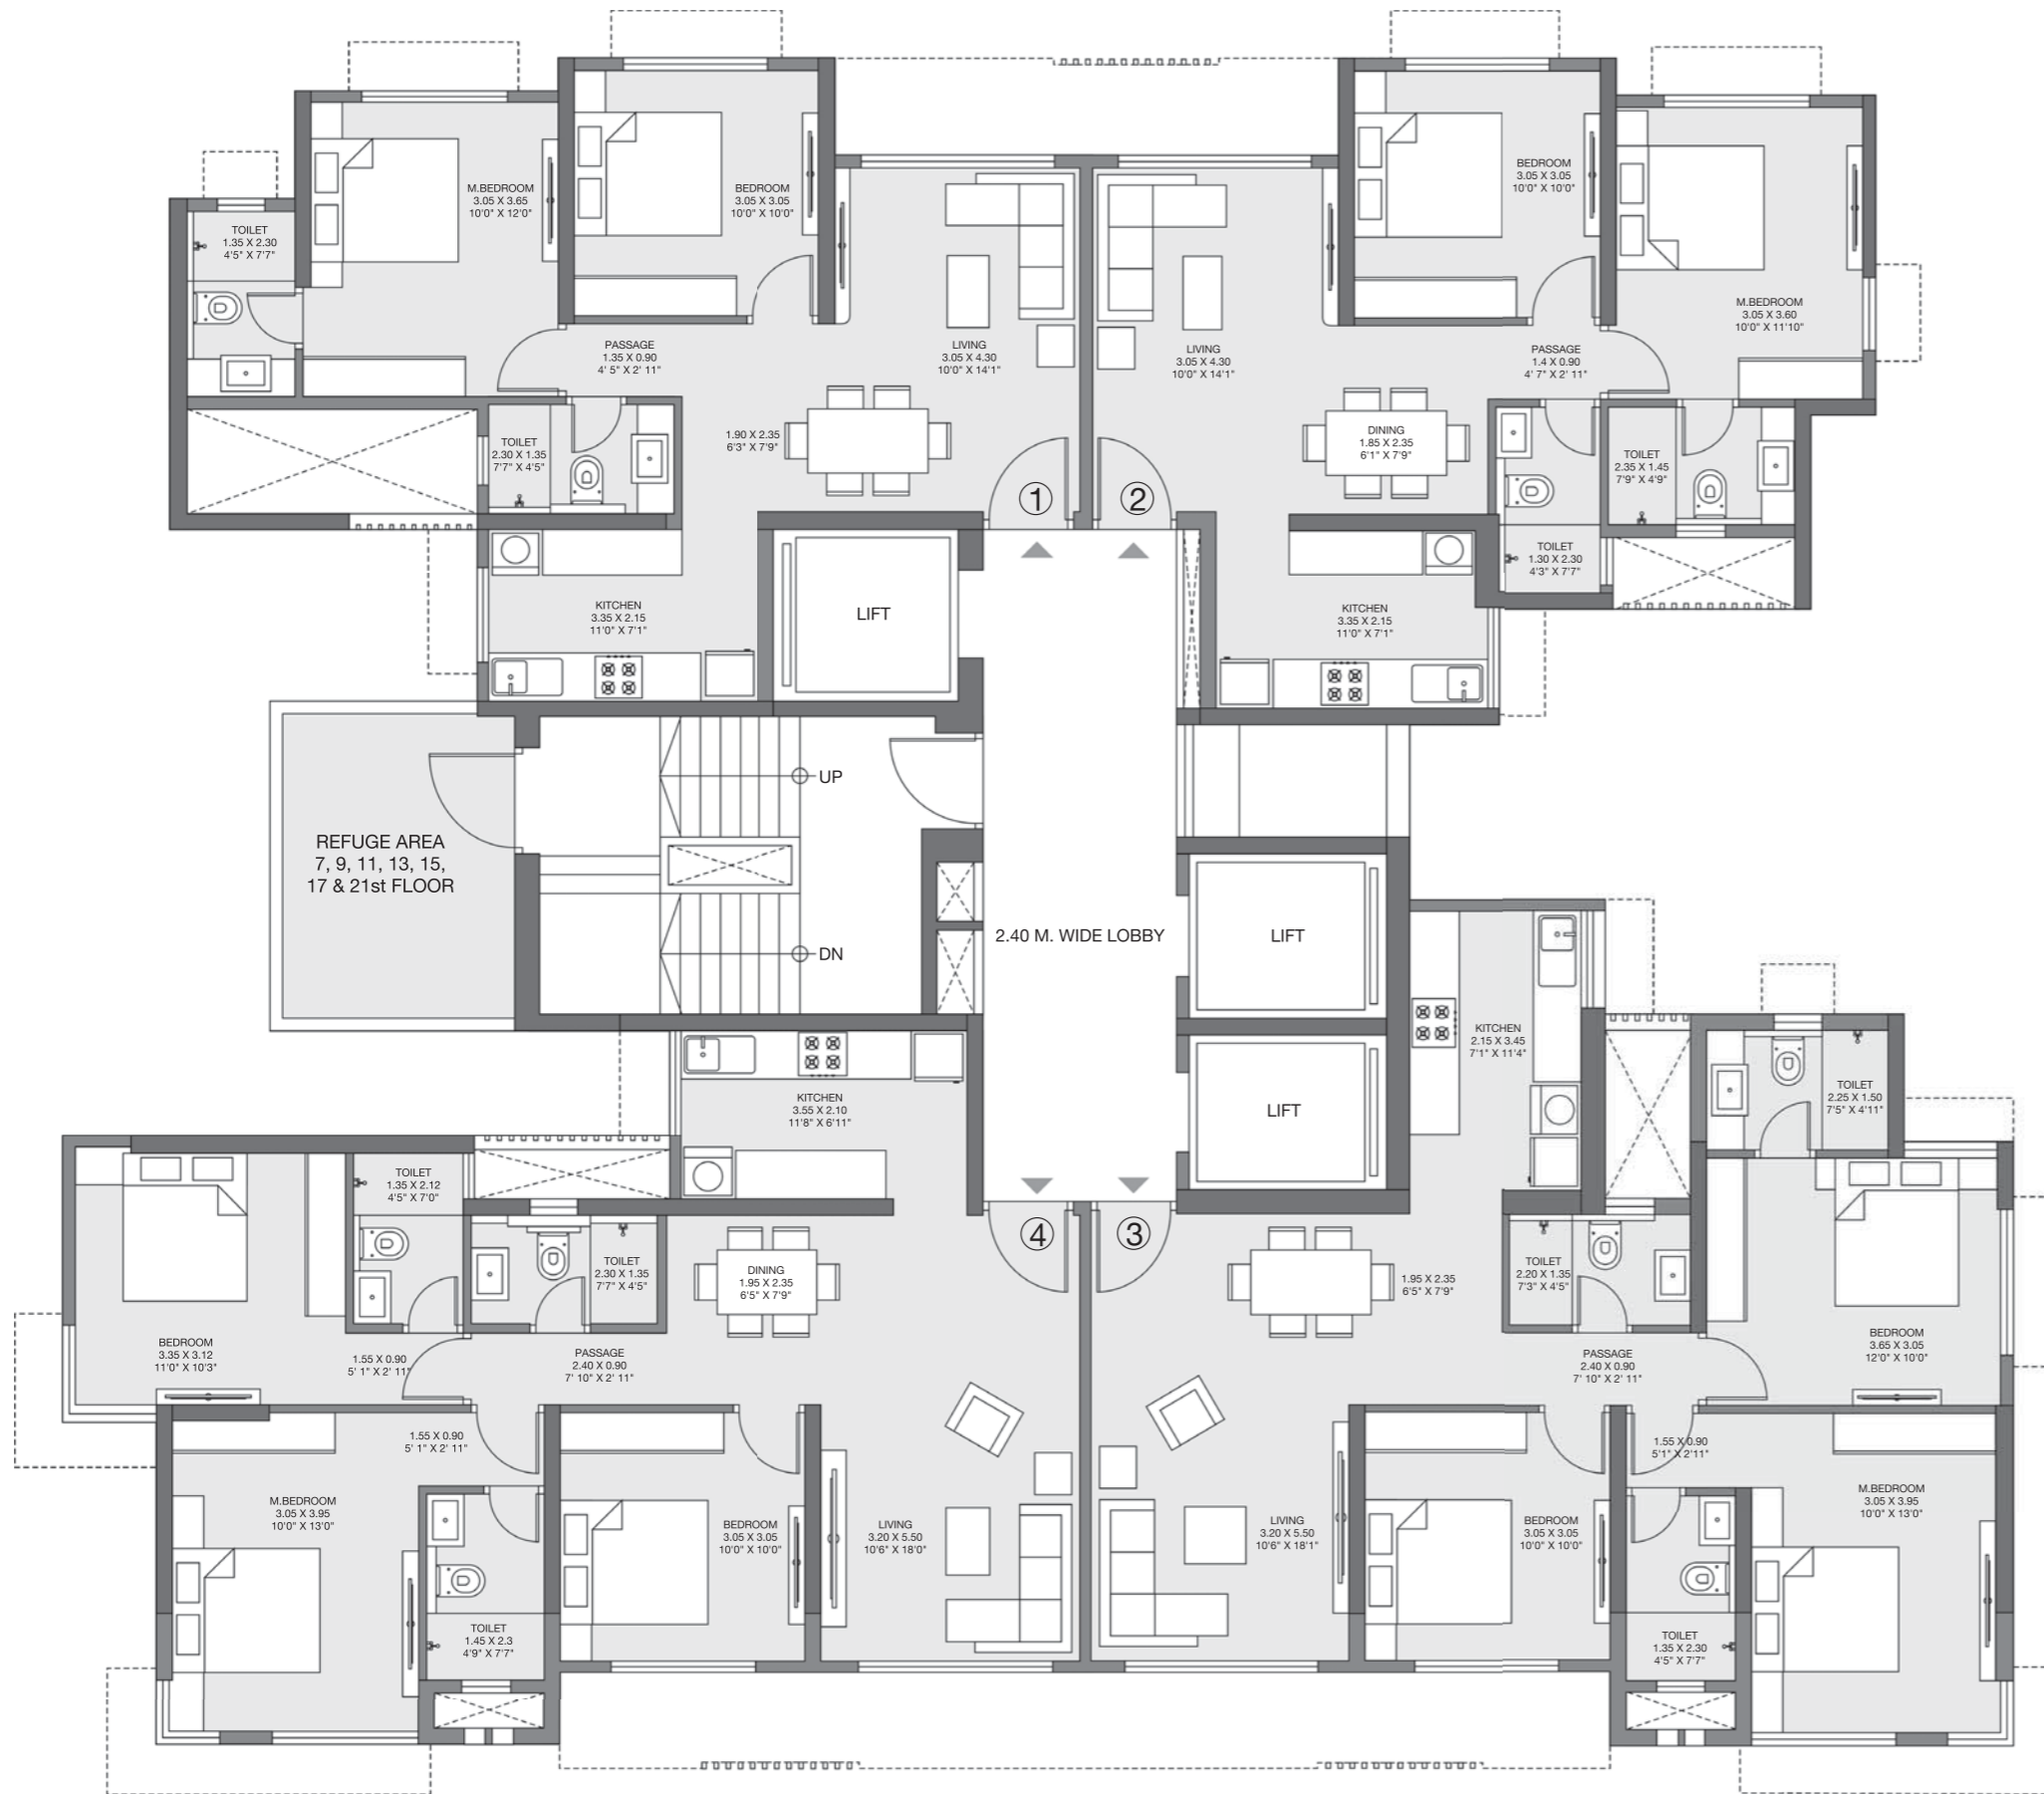 BEDROOM
3.05 X 3.05
10'0" X 10'0"
M.BEDROOM
3.05 X 3.65
10'0" X 12'0"
TOILET
1.35 X 2.30
4'5" X 7'7"
BEDROOM
3.05 X 3.05
10'0" X 10'0"
M.BEDROOM
3.05 X 3.60
10'0" X 11'10"
PASSAGE
1.35 X 0.90
4' 5" X 2' 11"
LIVING
3.05 X 4.30
10'0" X 14'1"
LIVING
3.05 X 4.30
10'0" X 14'1"
PASSAGE
1.4 X 0.90
4' 7" X 2' 11"
TOILET
2.30 X 1.35
7'7" X 4'5"
1.90 X 2.35
6'3" X 7'9"
DINING
1.85 X 2.35
6'1" X 7'9"
TOILET
2.35 X 1.45
7'9" X 4'9"
1
2
TOILET
1.30 X 2.30
4'3" X 7'7"
KITCHEN
3.35 X 2.15
11'0" X 7'1"
LIFT
KITCHEN
3.35 X 2.15
11'0" X 7'1"
UP
REFUGE AREA
7, 9, 11, 13, 15,
17 & 21st FLOOR
DN
2.40 M. WIDE LOBBY
LIFT
KITCHEN
2.15 X 3.45
7'1" X 11'4"
TOILET
2.25 X 1.50
7'5" X 4'11"
KITCHEN
3.55 X 2.10
11'8" X 6'11"
LIFT
TOILET
1.35 X 2.12
4'5" X 7'0"
4
3
TOILET
2.30 X 1.35
7'7" X 4'5"
DINING
1.95 X 2.35
6'5" X 7'9"
1.95 X 2.35
6'5" X 7'9"
TOILET
2.20 X 1.35
7'3" X 4'5"
BEDROOM
3.35 X 3.12
11'0" X 10'3"
1.55 X 0.90
5' 1" X 2' 11"
PASSAGE
2.40 X 0.90
7' 10" X 2' 11"
PASSAGE
2.40 X 0.90
7' 10" X 2' 11"
BEDROOM
3.65 X 3.05
12'0" X 10'0"
1.55 X 0.90
5' 1" X 2' 11"
1.55 X 0.90
5'1" X 2'11"
M.BEDROOM
3.05 X 3.95
10'0" X 13'0"
BEDROOM
3.05 X 3.05
10'0" X 10'0"
LIVING
3.20 X 5.50
10'6" X 18'0"
LIVING
3.20 X 5.50
10'6" X 18'1"
BEDROOM
3.05 X 3.05
10'0" X 10'0"
M.BEDROOM
3.05 X 3.95
10'0" X 13'0"
TOILET
1.45 X 2.3
4'9" X 7'7"
TOILET
1.35 X 2.30
4'5" X 7'7"